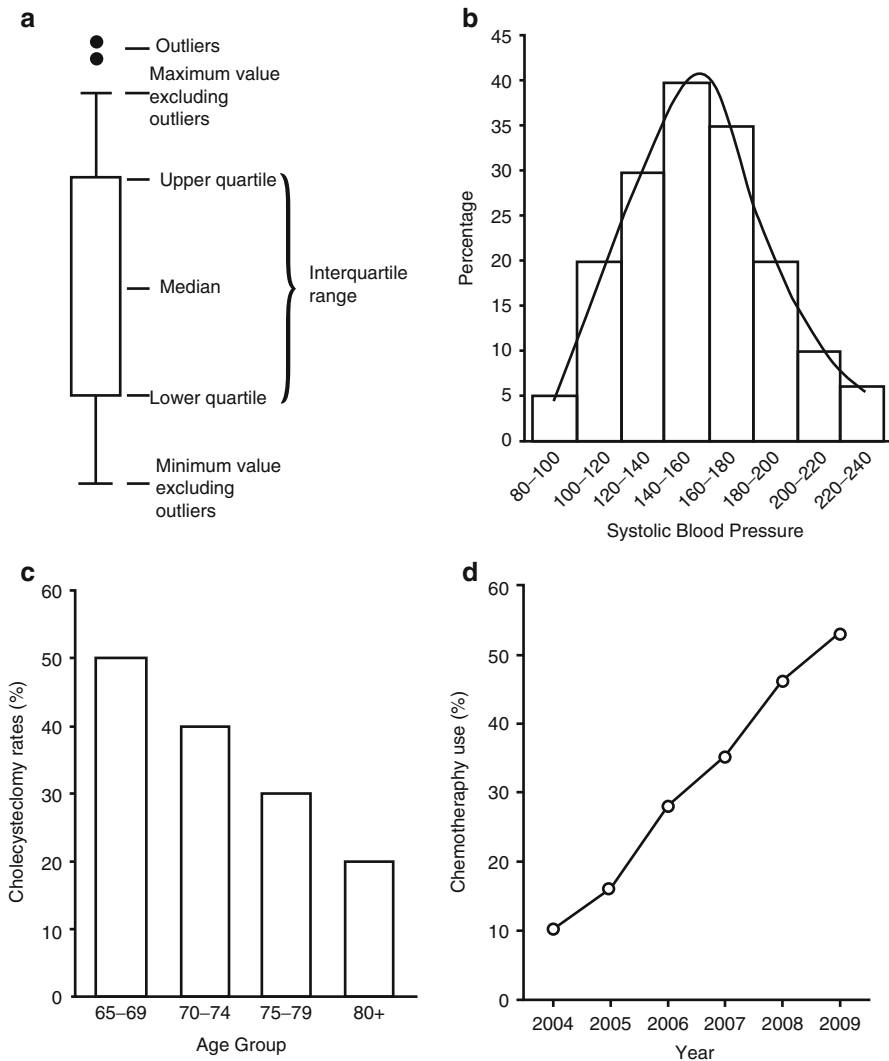 a
Outliers
Maximum value
excluding
outliers
Upper quartile
Median
Interquartile
range
Lower quartile
Minimum value
excluding
outliers
b
45
40
35
30
25
20
15
10
5
0
Percentage
80–100
100–120
120–140
140–160
160–180
180–200
200–220
220–240
Systolic Blood Pressure
c
60
50
40
30
20
10
0
Cholecysteclomy rates (%)
65–69
70–74
75–79
80+
Age Group
d
60
50
40
30
20
10
0
Chemotheraphy use (%)
2004
2005
2006
2007
2008
2009
Year